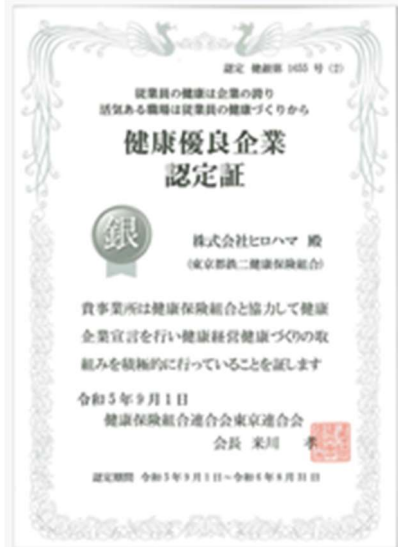 認定 健銀第 1655 号 (2)
従業員の健康は企業の誇り
活気ある職場は従業員の健康づくりから
健康優良企業
認定証
銀
株式会社ヒロハマ 殿
(東京都鉄二健康保険組合)
貴事業所は健康保険組合と協力して健康
企業宣言を行い健康経営健康づくりの取
組みを積極的に行っていることを証します
令和5年9月1日
健康保険組合連合会東京連合会
会長 米川 孝
認定期間 令和5年9月1日~令和6年8月31日